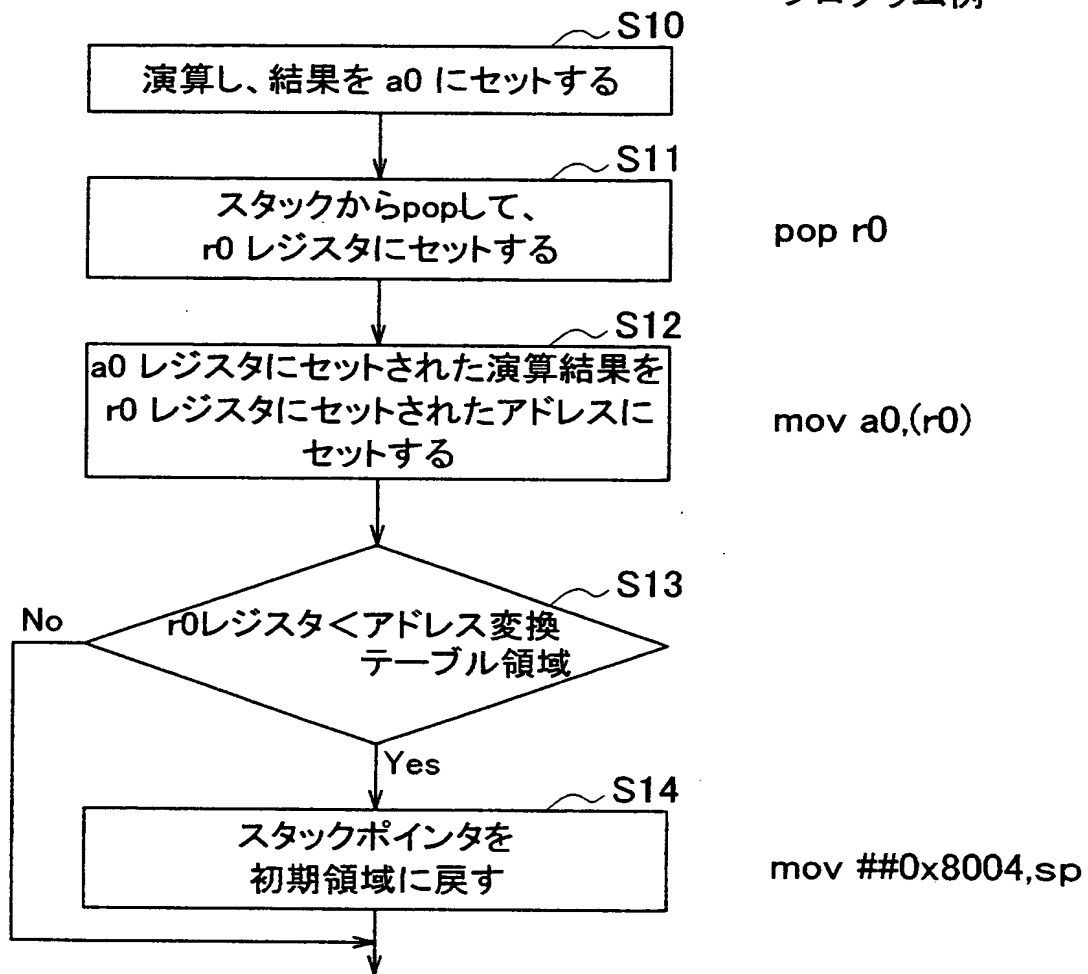 S10
演算し、結果を a0 にセットする
S11
スタックからpopして、
r0 レジスタにセットする
pop r0
S12
a0 レジスタにセットされた演算結果を
r0 レジスタにセットされたアドレスに
セットする
mov a0,(r0)
S13
No
r0レジスタ<アドレス変換
テーブル領域
Yes
S14
スタックポインタを
初期領域に戻す
mov ##0x8004,sp